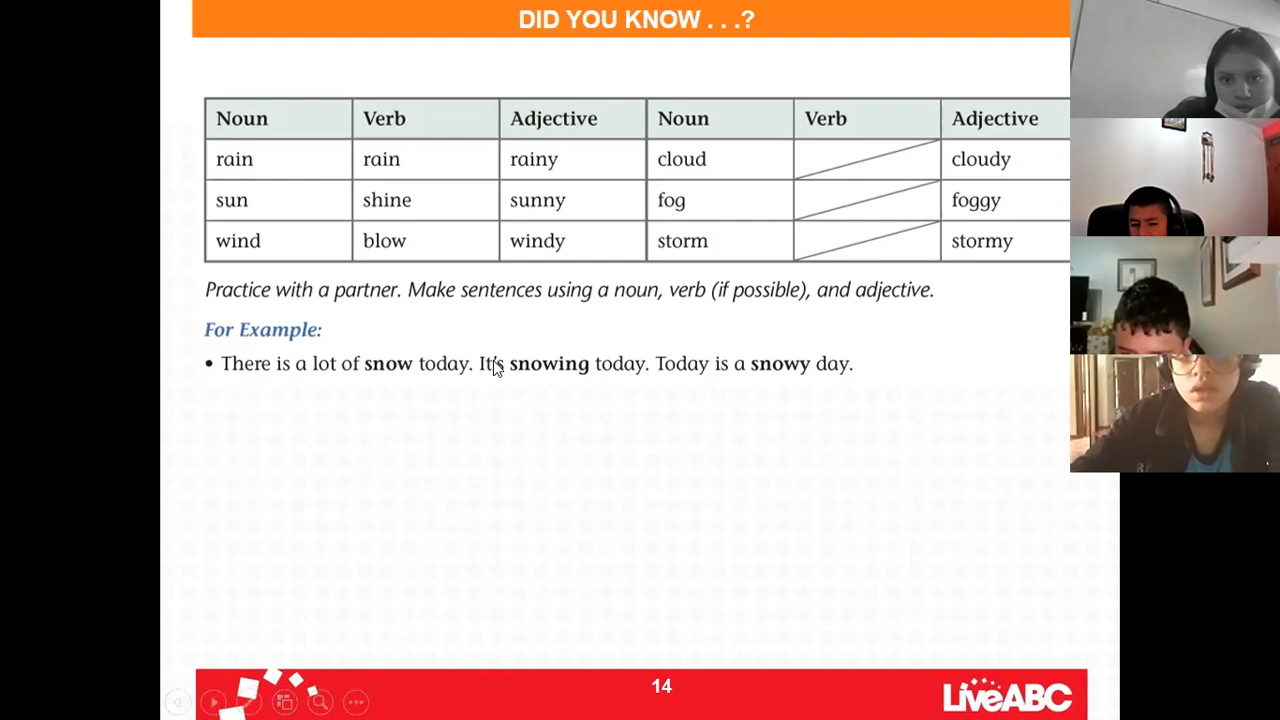 DID YOU KNOW . . .?
Noun Verb Adjective Noun Verb Adjective
rain rain rainy cloud cloudy
sun shine sunny fog foggy
wind blow windy storm stormy
Practice with a partner. Make sentences using a noun, verb (if possible), and adjective.
For Example:
• There is a lot of snow today. It's snowing today. Today is a snowy day.
14
LiveABC